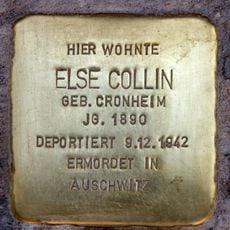 HIER WOHNTE
ELSE COLLIN
GEB. CRONHEIM
JG. 1890
DEPORTIERT 9.12.1942
ERMORDET IN
AUSCHWITZ